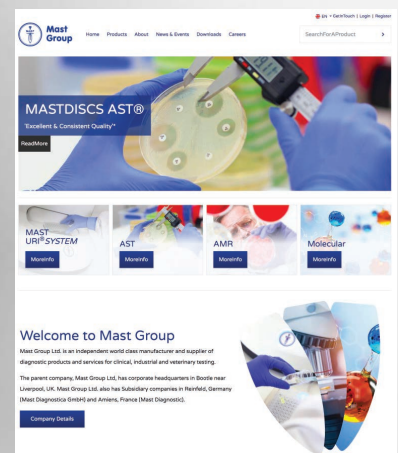 EN GetInTouch | Login | Register
Mast Group
Home Products About News & Events Downloads Careers
SearchForAProduct
MASTDISCS AST®
"Excellent & Consistent Quality"*
ReadMore
MAST
URI®SYSTEM
MoreInfo
AST
MoreInfo
AMR
MoreInfo
Molecular
MoreInfo
Welcome to Mast Group
Mast Group Ltd. is an independent world class manufacturer and supplier of
diagnostic products and services for clinical, industrial and veterinary testing.
The parent company, Mast Group Ltd, has corporate headquarters in Bootle near
Liverpool, UK. Mast Group Ltd. also has Subsidiary companies in Reinfeld, Germany
(Mast Diagnostica GmbH) and Amiens, France (Mast Diagnostic).
Company Details